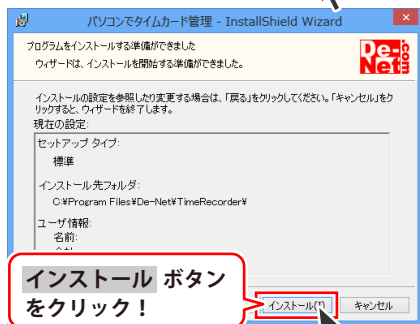 パソコンでタイムカード管理 - InstallShield Wizard
プログラムをインストールする準備ができました
ウィザードは、インストールを開始する準備ができました。
De-Net
インストールの設定を参照したり変更する場合は、「戻る」をクリックしてください。「キャンセル」をク
リックすると、ウィザードを終了します。
現在の設定:
セットアップ タイプ:
標準
インストール先フォルダ:
C:¥Program Files¥De-Net¥TimeRecorder¥
ユーザ情報:
名前:
インストール ボタン
をクリック！
インストール(I)
キャンセル